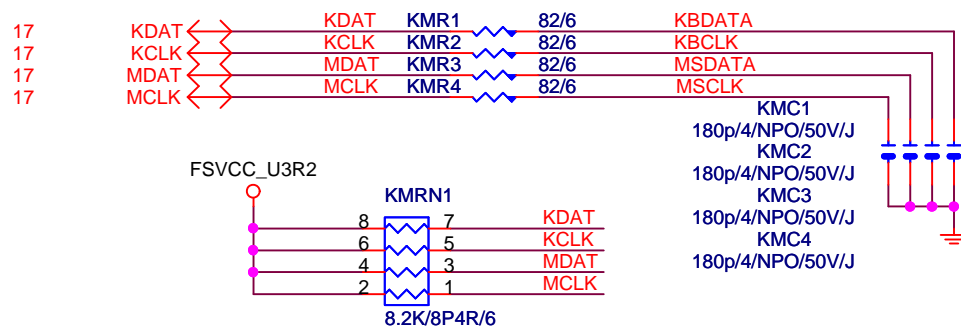 17 KDAT KDAT KMR1 82/6 KBDATA
17 KCLK KCLK KMR2 82/6 KBCLK
17 MDAT MDAT KMR3 82/6 MSDATA
17 MCLK MCLK KMR4 82/6 MSCLK
KMC1
180p/4/NPO/50V/J
KMC2
180p/4/NPO/50V/J
KMC3
180p/4/NPO/50V/J
KMC4
180p/4/NPO/50V/J
FSVCC_U3R2
KMRN1
8 7 KDAT
6 5 KCLK
4 3 MDAT
2 1 MCLK
8.2K/8P4R/6